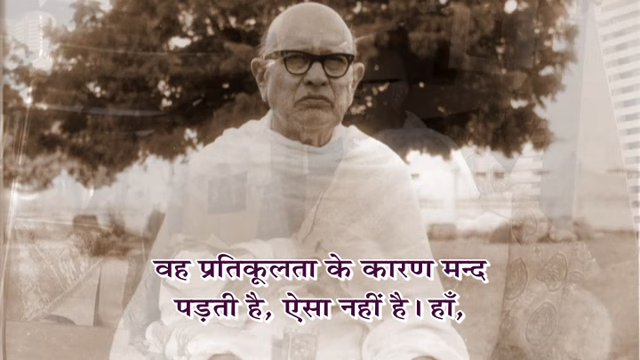 वह प्रतिकूलता के कारण मन्द
पड़ती है, ऐसा नहीं है। हाँ,